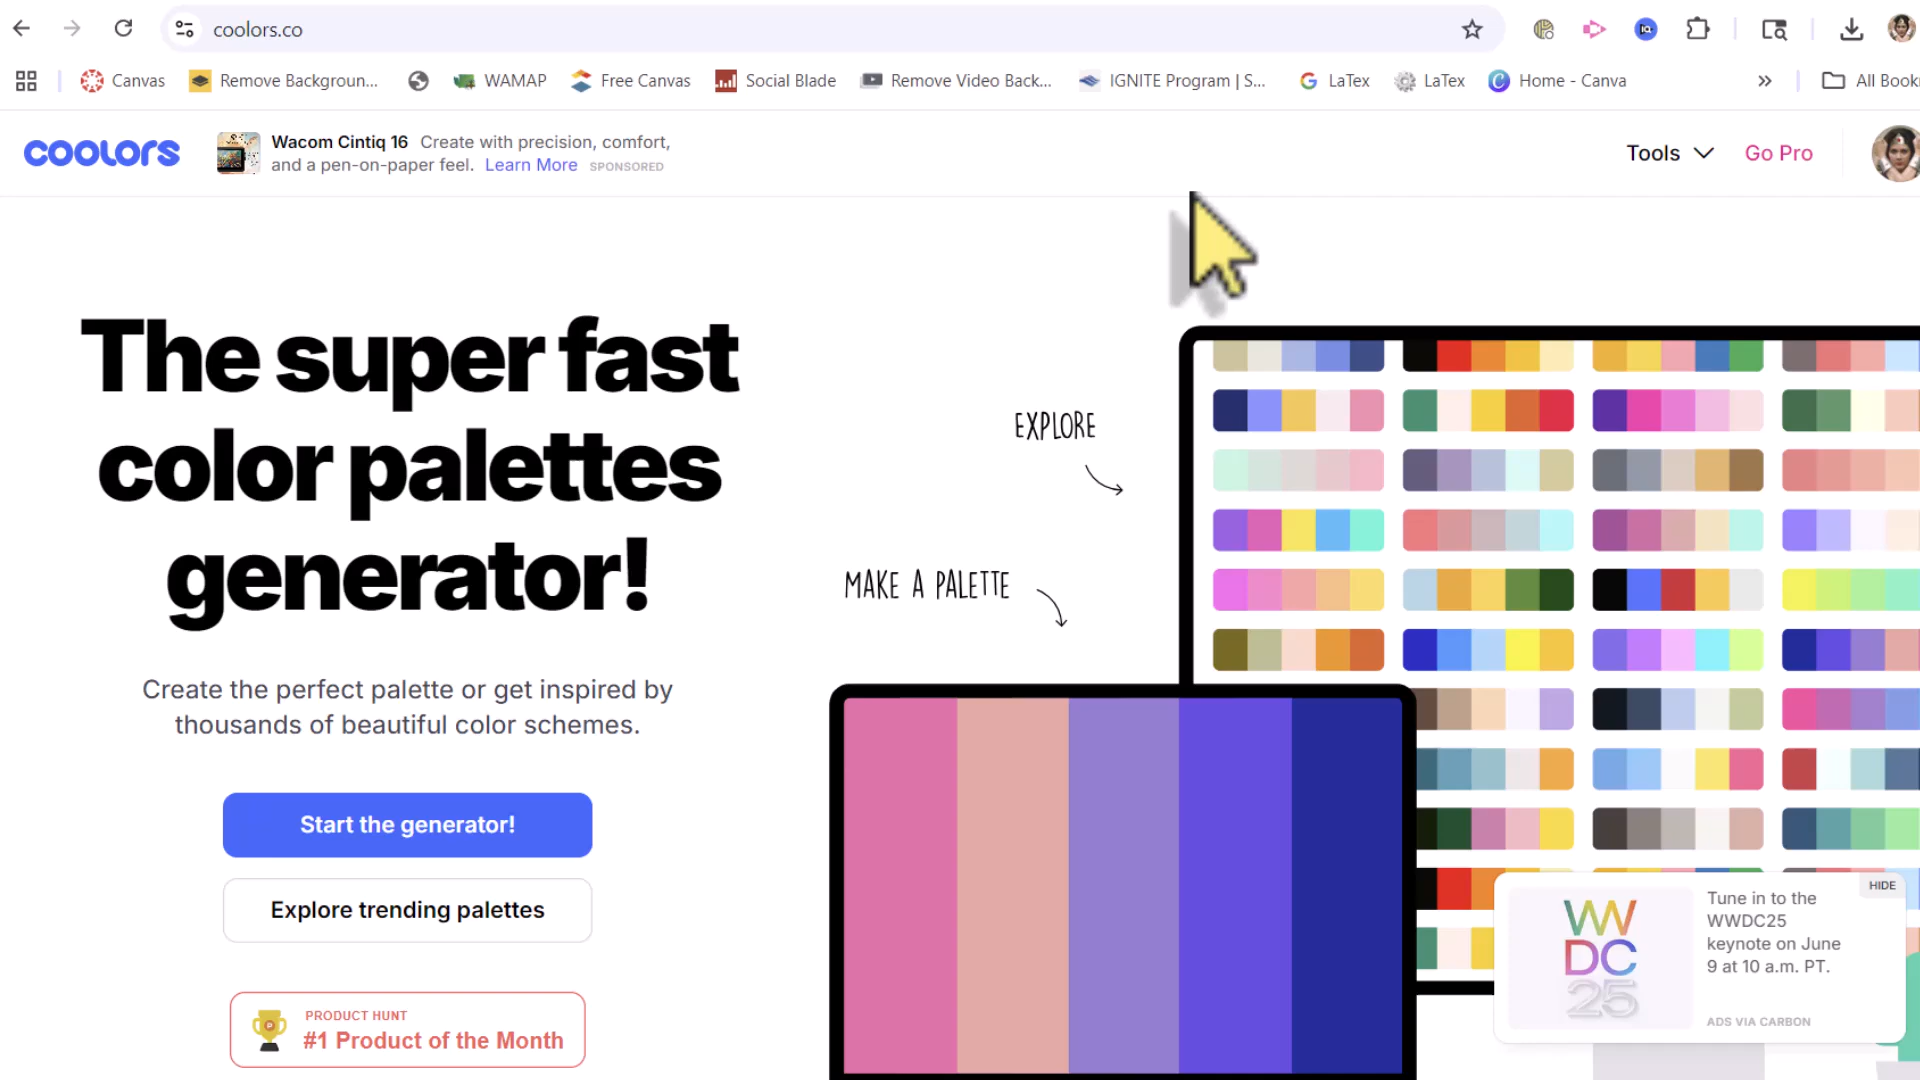 coolors.co
Canvas
Remove Backgroun...
WAMAP
Free Canvas
Social Blade
Remove Video Back...
IGNITE Program | S...
LaTex
LaTex
Home - Canva
»
All Book
coolors
Wacom Cintiq 16 Create with precision, comfort,
and a pen-on-paper feel. Learn More SPONSORED
Tools
Go Pro
The super fast
color palettes
generator!
Create the perfect palette or get inspired by
thousands of beautiful color schemes.
Start the generator!
Explore trending palettes
PRODUCT HUNT
#1 Product of the Month
EXPLORE
MAKE A PALETTE
HIDE
WW
DC
25
Tune in to the
WWDC25
keynote on June
9 at 10 a.m. PT.
ADS VIA CARBON